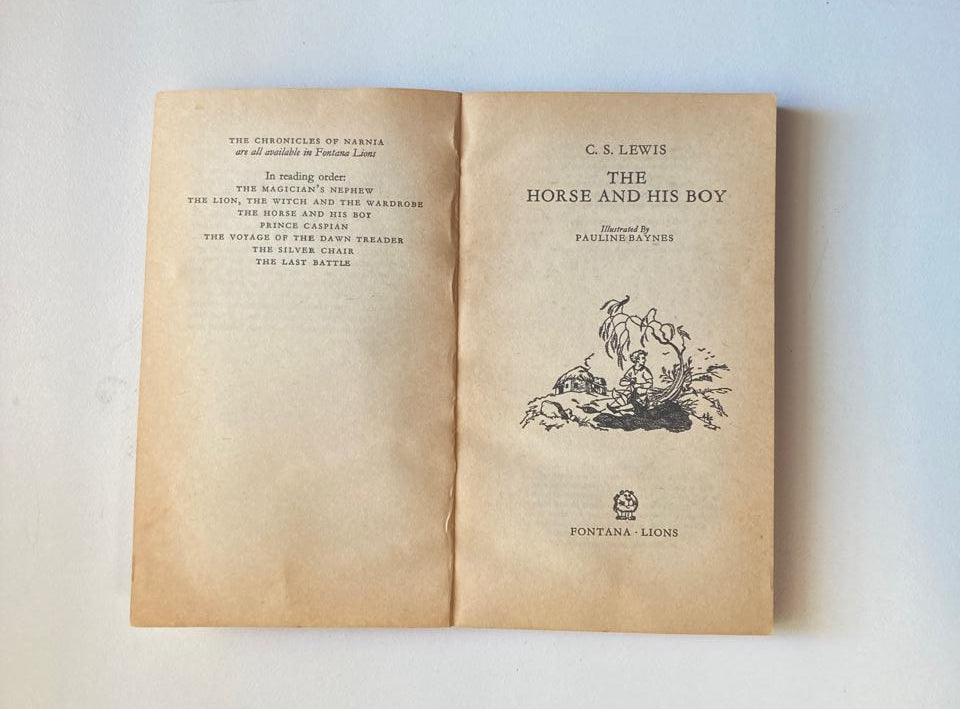 THE CHRONICLES OF NARNIA
are all available in Fontana Lions
In reading order:
THE MAGICIAN'S NEPHEW
THE LION, THE WITCH AND THE WARDROBE
THE HORSE AND HIS BOY
PRINCE CASPIAN
THE VOYAGE OF THE DAWN TREADER
THE SILVER CHAIR
THE LAST BATTLE
C. S. LEWIS
THE
HORSE AND HIS BOY
Illustrated By
PAULINE BAYNES
FONTANA · LIONS